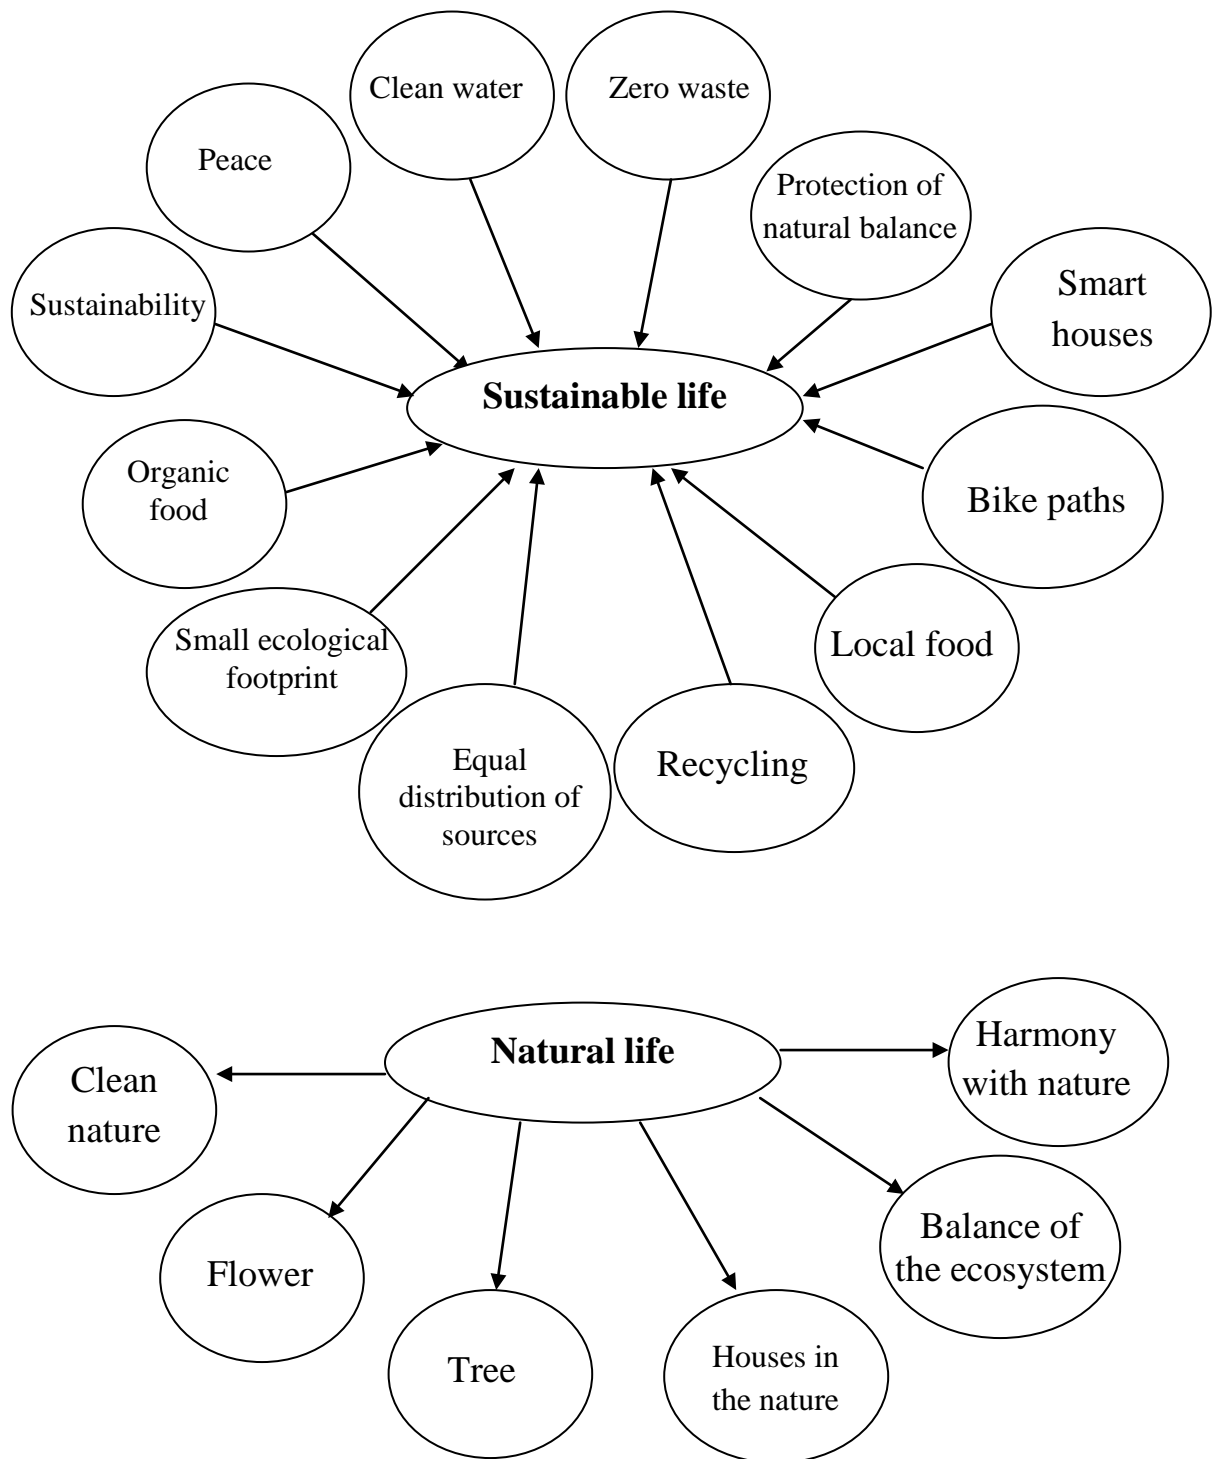 Clean water
Zero waste
Peace
Protection of
natural balance
Sustainability
Smart
houses
Sustainable life
Organic
food
Bike paths
Small ecological
footprint
Local food
Equal
distribution of
sources
Recycling
Natural life
Harmony
with nature
Clean
nature
Balance of
the ecosystem
Flower
Tree
Houses in
the nature